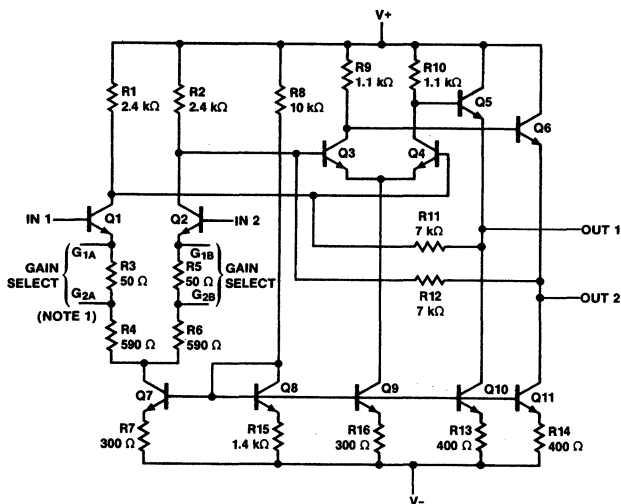 V+
R1
2.4 kΩ
R2
2.4 kΩ
R8
10 kΩ
R9
1.1 kΩ
R10
1.1 kΩ
Q5
Q6
Q3
Q4
IN 1
Q1
Q2
IN 2
R11
7 kΩ
OUT 1
GAIN
SELECT
G1A
R3
50 Ω
G2A
(NOTE 1)
G1B
R5
50 Ω
G2B
GAIN
SELECT
R12
7 kΩ
OUT 2
R4
590 Ω
R6
590 Ω
Q7
Q8
Q9
Q10
Q11
R7
300 Ω
R15
1.4 kΩ
R16
300 Ω
R13
400 Ω
R14
400 Ω
V–